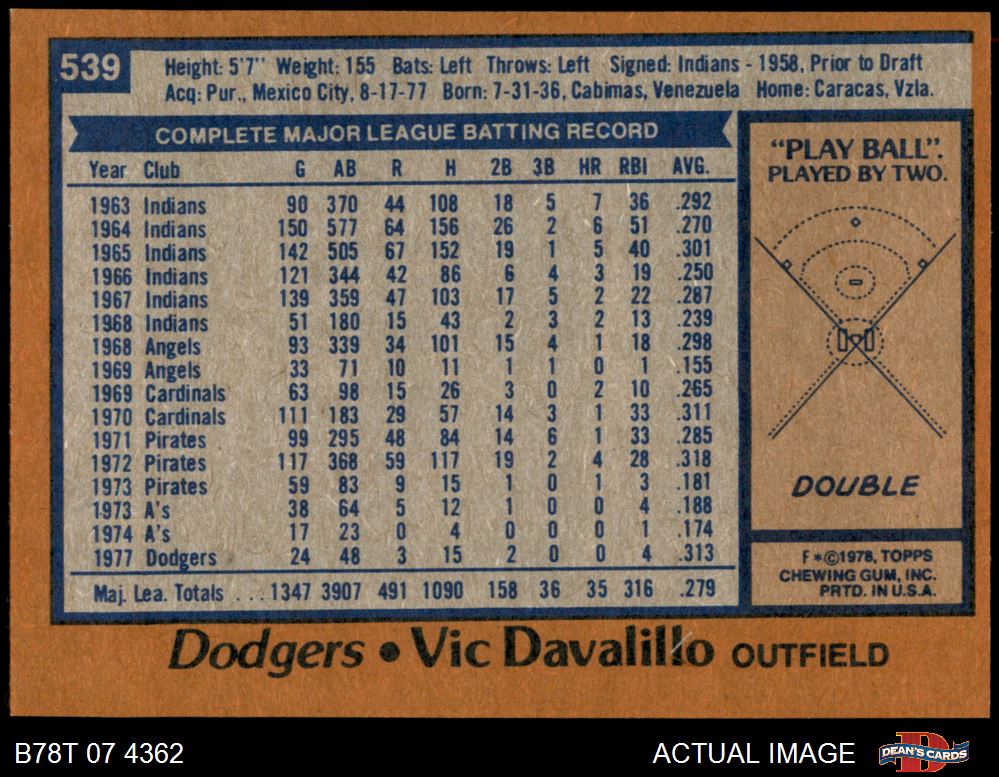 539
Height: 5'7" Weight: 155 Bats: Left Throws: Left Signed: Indians - 1958, Prior to Draft
Acq: Pur., Mexico City, 8-17-77 Born: 7-31-36, Cabimas, Venezuela Home: Caracas, Vzla.
COMPLETE MAJOR LEAGUE BATTING RECORD
Year Club G AB R H 2B 3B HR RBI AVG.
1963 Indians 90 370 44 108 18 5 7 36 .292
1964 Indians 150 577 64 156 26 2 6 51 .270
1965 Indians 142 505 67 152 19 1 5 40 .301
1966 Indians 121 344 42 86 6 4 3 19 .250
1967 Indians 139 359 47 103 17 5 2 22 .287
1968 Indians 51 180 15 43 2 3 2 13 .239
1968 Angels 93 339 34 101 15 4 1 18 .298
1969 Angels 33 71 10 11 1 1 0 1 .155
1969 Cardinals 63 98 15 26 3 0 2 10 .265
1970 Cardinals 111 183 29 57 14 3 1 33 .311
1971 Pirates 99 295 48 84 14 6 1 33 .285
1972 Pirates 117 368 59 117 19 2 4 28 .318
1973 Pirates 59 83 9 15 1 0 1 3 .181
1973 A's 38 64 5 12 1 0 0 4 .188
1974 A's 17 23 0 4 0 0 0 1 .174
1977 Dodgers 24 48 3 15 2 0 0 4 .313
Maj. Lea. Totals ... 1347 3907 491 1090 158 36 35 316 .279
"PLAY BALL".
PLAYED BY TWO.
DOUBLE
F *©1978, TOPPS
CHEWING GUM, INC.
PRTD. IN U.S.A.
Dodgers • Vic Davalillo OUTFIELD
B78T 07 4362
ACTUAL IMAGE
DEAN'S CARDS